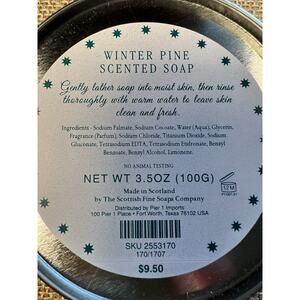 WINTER PINE
SCENTED SOAP
Gently lather soap into moist skin, then rinse
thoroughly with warm water to leave skin
clean and fresh.
Ingredients - Sodium Palmate, Sodium Cocoate, Water (Aqua), Glycerin,
Fragrance (Parfum), Sodium Chloride, Titanium Dioxide, Sodium
Gluconate, Tetrasodium EDTA, Tetrasodium Etidronate, Benzyl
Benzoate, Benzyl Alcohol, Limonene.
NO ANIMAL TESTING
NET WT 3.5OZ (100G)
Made in Scotland
by The Scottish Fine Soaps Company
Distributed by Pier 1 Imports
100 Pier 1 Place • Fort Worth, Texas 76102 USA
12M
SKU 2553170
170/1707
$9.50